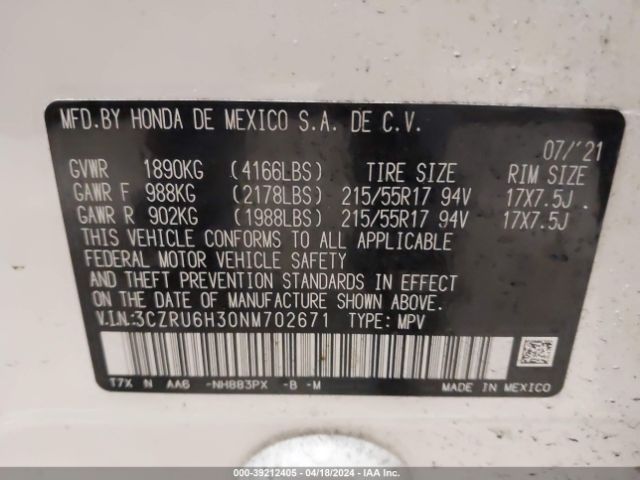 MFD.BY HONDA DE MEXICO S.A. DE C.V.
07/'21
GVWR 1890KG (4166LBS) TIRE SIZE RIM SIZE
GAWR F 988KG (2178LBS) 215/55R17 94V 17X7.5J
GAWR R 902KG (1988LBS) 215/55R17 94V 17X7.5J
THIS VEHICLE CONFORMS TO ALL APPLICABLE
FEDERAL MOTOR VEHICLE SAFETY
AND THEFT PREVENTION STANDARDS IN EFFECT
ON THE DATE OF MANUFACTURE SHOWN ABOVE.
V.I.N:3CZRU6H30NM702671 TYPE: MPV
T7X N AA6 -NH883PX -B -M MADE IN MEXICO
000-39212405 - 04/18/2024 - IAA Inc.